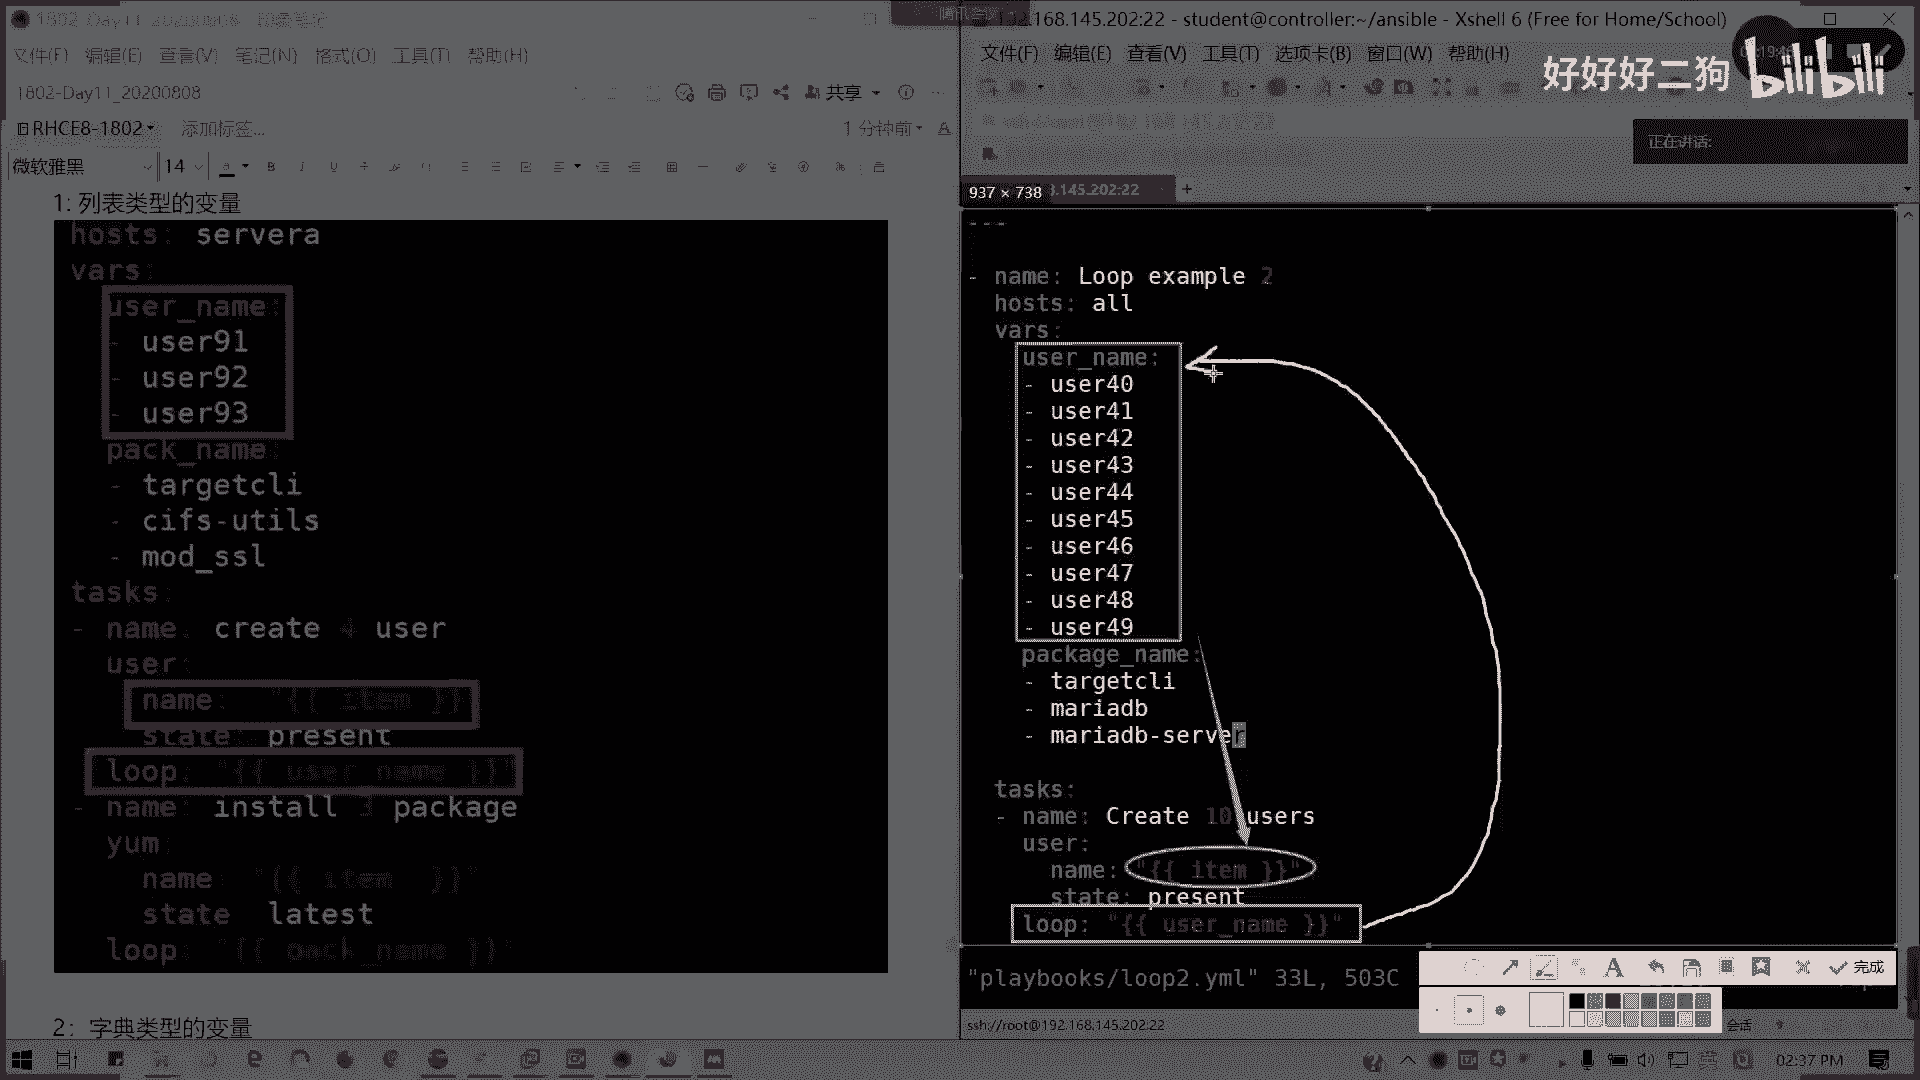 1802-Day11_20200808 - 印象笔记
文件(F) 编辑(E) 查看(V) 笔记(N) 格式(O) 工具(T) 帮助(H)
1802-Day11_20200808
共享
RHCE8-1802
添加标签...
1 分钟前
微软雅黑
14
1: 列表类型的变量
hosts: servera
vars:
user_name:
- user91
- user92
- user93
pack_name:
- targetcli
- cifs-utils
- mod_ssl
tasks:
- name: create 4 user
user:
name: "{{ item }}"
state: present
loop: "{{ user_name }}"
- name: install 3 package
yum:
name: "{{ item }}"
state: latest
loop: "{{ pack_name }}"
2: 字典类型的变量
192.168.145.202:22 - student@controller:~/ansible - Xshell 6 (Free for Home/School)
文件(F) 编辑(E) 查看(V) 工具(T) 选项卡(B) 窗口(W) 帮助(H)
好好好二狗 bilibili
正在讲话:
937 × 738
3.145.202:22
---
- name: Loop example 2
hosts: all
vars:
user_name:
- user40
- user41
- user42
- user43
- user44
- user45
- user46
- user47
- user48
- user49
package_name:
- targetcli
- mariadb
- mariadb-server
tasks:
- name: Create 10 users
user:
name: "{{ item }}"
state: present
loop: "{{ user_name }}"
"playbooks/loop2.yml" 33L, 503C
完成
ssh://root@192.168.145.202:22
会话
02:37 PM